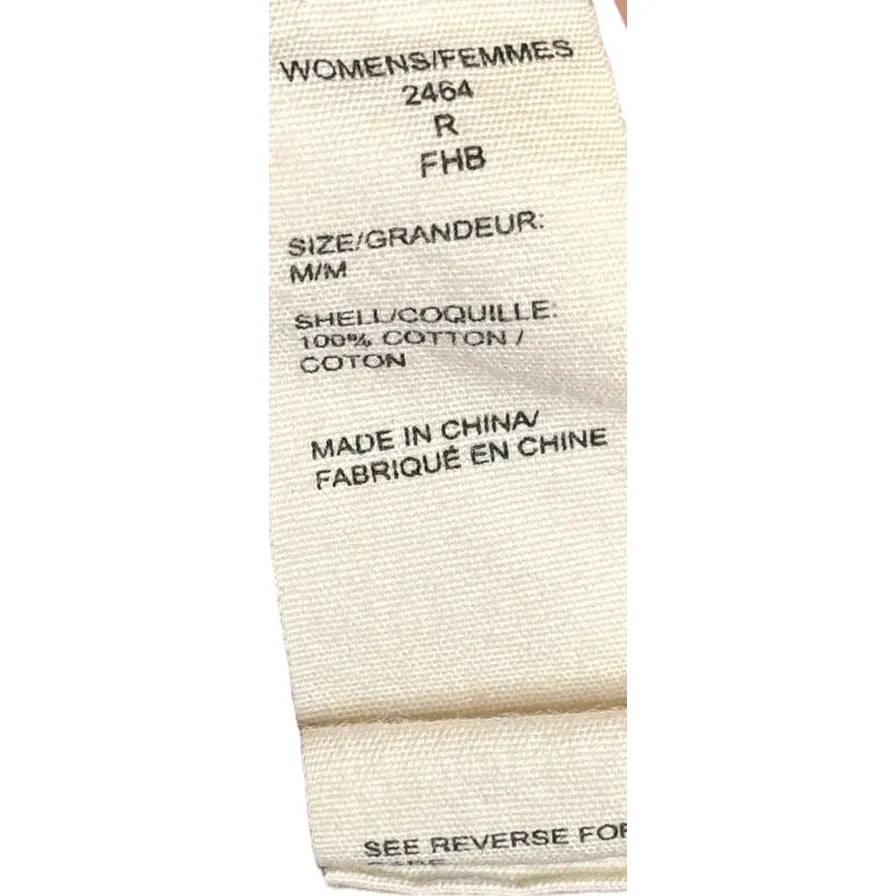 WOMENS/FEMMES
2464
R
FHB
SIZE/GRANDEUR:
M/M
SHELL/COQUILLE:
100% COTTON /
COTON
MADE IN CHINA/
FABRIQUÉ EN CHINE
SEE REVERSE FOR